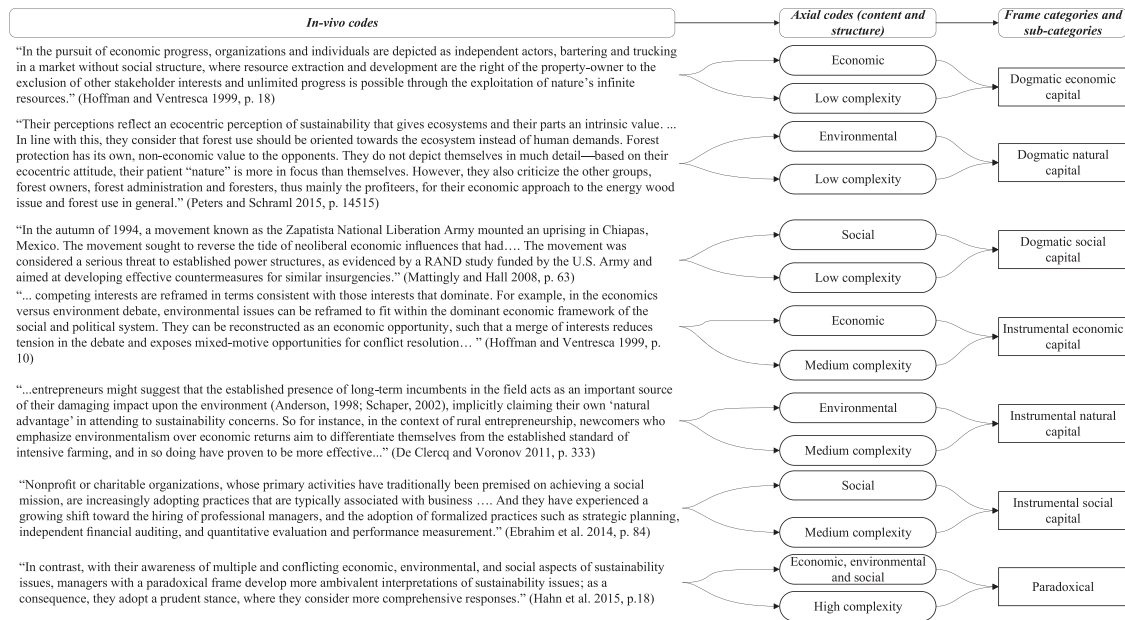 In-vivo codes
Axial codes (content and
structure)
Frame categories and
sub-categories
“In the pursuit of economic progress, organizations and individuals are depicted as independent actors, bartering and trucking
in a market without social structure, where resource extraction and development are the right of the property-owner to the
exclusion of other stakeholder interests and unlimited progress is possible through the exploitation of nature’s infinite
resources.” (Hoffman and Ventresca 1999, p. 18)
Economic
Low complexity
Dogmatic economic
capital
“Their perceptions reflect an ecocentric perception of sustainability that gives ecosystems and their parts an intrinsic value. ...
In line with this, they consider that forest use should be oriented towards the ecosystem instead of human demands. Forest
protection has its own, non-economic value to the opponents. They do not depict themselves in much detail—based on their
ecocentric attitude, their patient “nature” is more in focus than themselves. However, they also criticize the other groups,
forest owners, forest administration and foresters, thus mainly the profiteers, for their economic approach to the energy wood
issue and forest use in general.” (Peters and Schraml 2015, p. 14515)
Environmental
Low complexity
Dogmatic natural
capital
“In the autumn of 1994, a movement known as the Zapatista National Liberation Army mounted an uprising in Chiapas,
Mexico. The movement sought to reverse the tide of neoliberal economic influences that had…. The movement was
considered a serious threat to established power structures, as evidenced by a RAND study funded by the U.S. Army and
aimed at developing effective countermeasures for similar insurgencies.” (Mattingly and Hall 2008, p. 63)
Social
Low complexity
Dogmatic social
capital
“... competing interests are reframed in terms consistent with those interests that dominate. For example, in the economics
versus environment debate, environmental issues can be reframed to fit within the dominant economic framework of the
social and political system. They can be reconstructed as an economic opportunity, such that a merge of interests reduces
tension in the debate and exposes mixed-motive opportunities for conflict resolution… ” (Hoffman and Ventresca 1999, p.
10)
Economic
Medium complexity
Instrumental economic
capital
“...entrepreneurs might suggest that the established presence of long-term incumbents in the field acts as an important source
of their damaging impact upon the environment (Anderson, 1998; Schaper, 2002), implicitly claiming their own ‘natural
advantage’ in attending to sustainability concerns. So for instance, in the context of rural entrepreneurship, newcomers who
emphasize environmentalism over economic returns aim to differentiate themselves from the established standard of
intensive farming, and in so doing have proven to be more effective...” (De Clercq and Voronov 2011, p. 333)
Environmental
Medium complexity
Instrumental natural
capital
“Nonprofit or charitable organizations, whose primary activities have traditionally been premised on achieving a social
mission, are increasingly adopting practices that are typically associated with business …. And they have experienced a
growing shift toward the hiring of professional managers, and the adoption of formalized practices such as strategic planning,
independent financial auditing, and quantitative evaluation and performance measurement.” (Ebrahim et al. 2014, p. 84)
Social
Medium complexity
Instrumental social
capital
“In contrast, with their awareness of multiple and conflicting economic, environmental, and social aspects of sustainability
issues, managers with a paradoxical frame develop more ambivalent interpretations of sustainability issues; as a
consequence, they adopt a prudent stance, where they consider more comprehensive responses.” (Hahn et al. 2015, p.18)
Economic, environmental
and social
High complexity
Paradoxical